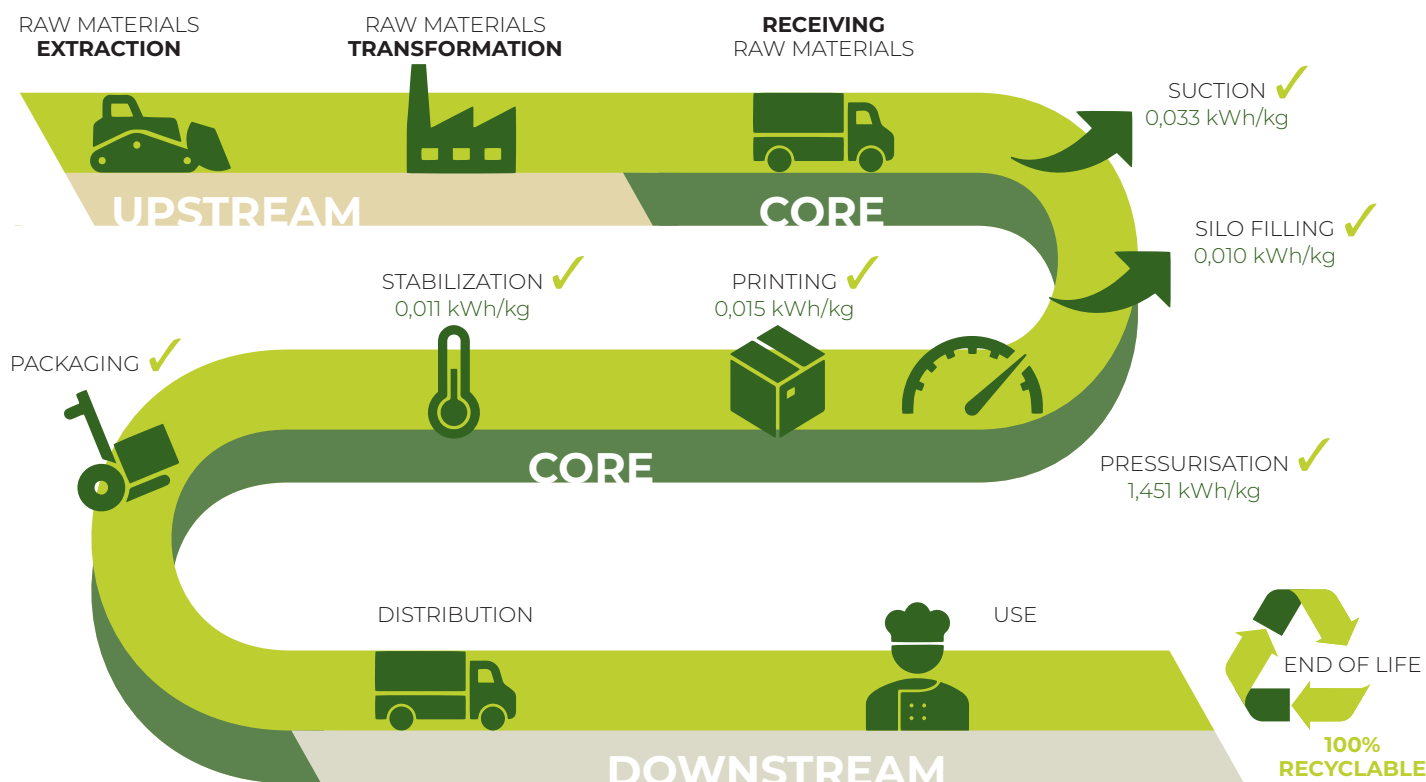 RAW MATERIALS
EXTRACTION
RAW MATERIALS
TRANSFORMATION
RECEIVING
RAW MATERIALS
SUCTION
0,033 kWh/kg
UPSTREAM
CORE
SILO FILLING
0,010 kWh/kg
STABILIZATION
0,011 kWh/kg
PRINTING
0,015 kWh/kg
PACKAGING
CORE
PRESSURISATION
1,451 kWh/kg
DISTRIBUTION
USE
END OF LIFE
100%
RECYCLABLE
DOWNSTREAM